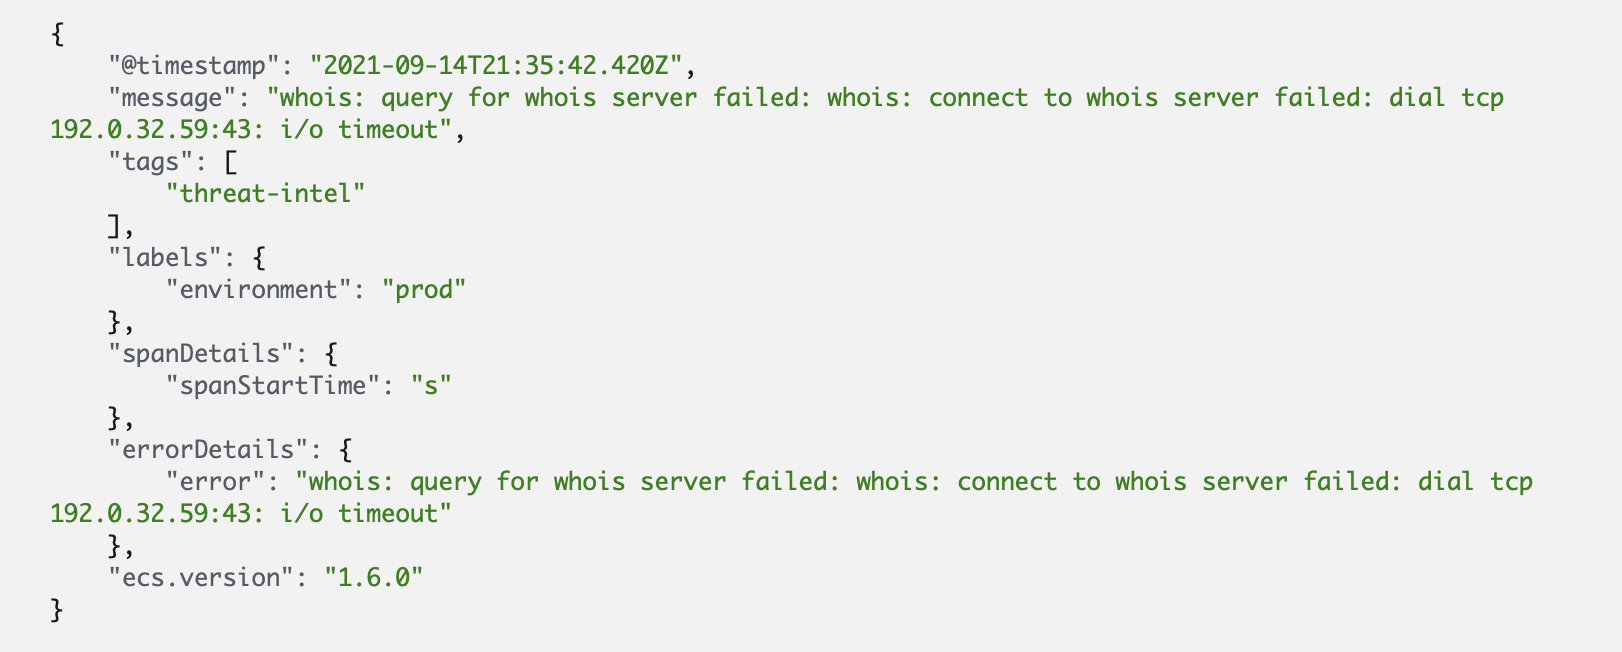 {
    "@timestamp": "2021-09-14T21:35:42.420Z",
    "message": "whois: query for whois server failed: whois: connect to whois server failed: dial tcp
192.0.32.59:43: i/o timeout",
    "tags": [
        "threat-intel"
    ],
    "labels": {
        "environment": "prod"
    },
    "spanDetails": {
        "spanStartTime": "s"
    },
    "errorDetails": {
        "error": "whois: query for whois server failed: whois: connect to whois server failed: dial tcp
192.0.32.59:43: i/o timeout"
    },
    "ecs.version": "1.6.0"
}